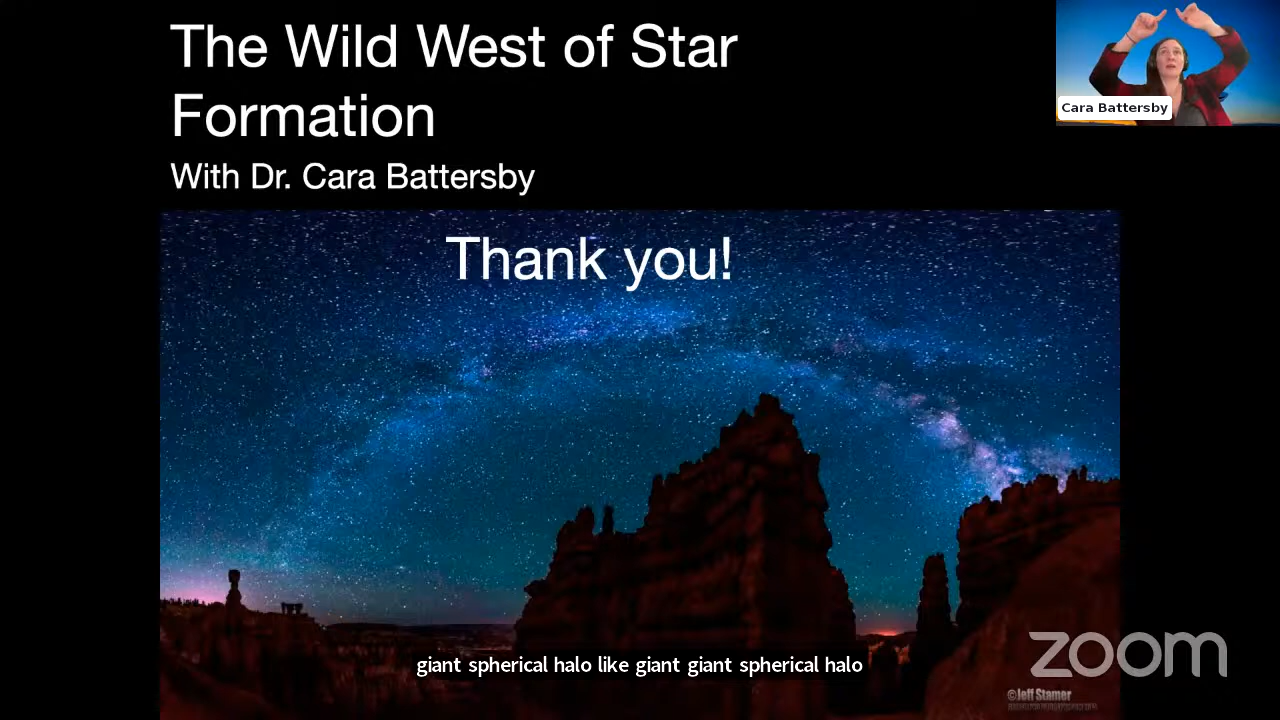 The Wild West of Star
Formation
With Dr. Cara Battersby
Cara Battersby
Thank you!
giant spherical halo like giant giant spherical halo
zoom
©Jeff Stamer